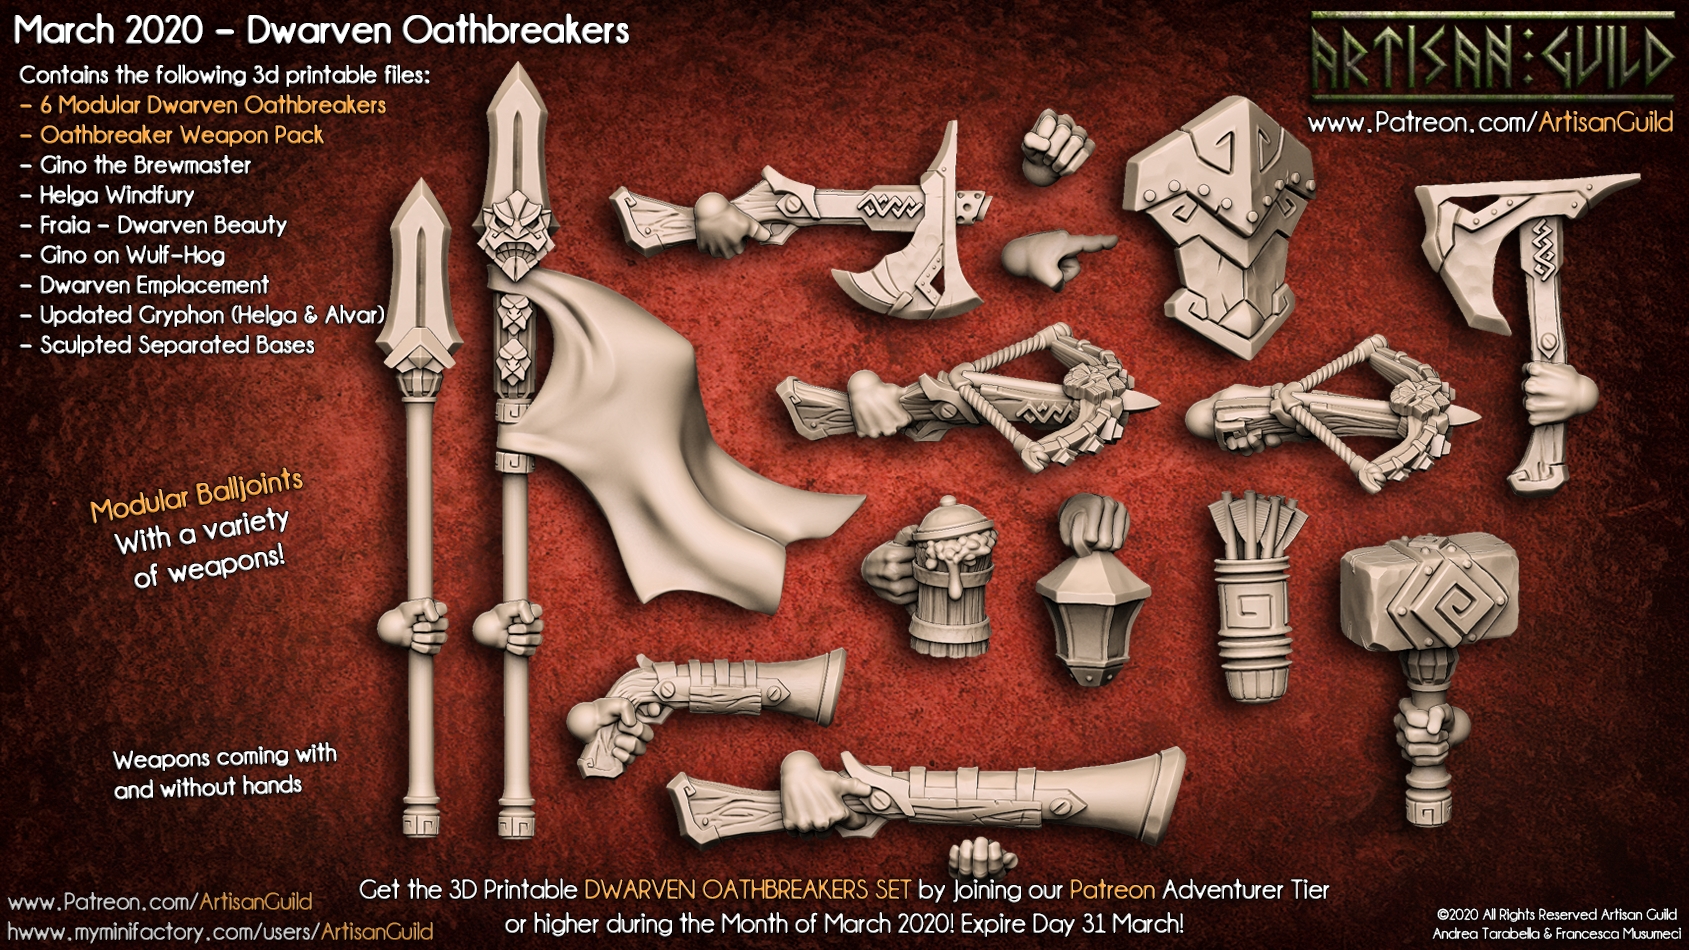 March 2020 – Dwarven Oathbreakers
Contains the following 3d printable files:
– 6 Modular Dwarven Oathbreakers
– Oathbreaker Weapon Pack
– Gino the Brewmaster
– Helga Windfury
– Fraia – Dwarven Beauty
– Gino on Wulf-Hog
– Dwarven Emplacement
– Updated Gryphon (Helga & Alvar)
– Sculpted Separated Bases
ARTISAN:GUILD
www.Patreon.com/ArtisanGuild
Modular Balljoints
With a variety
of weapons!
Weapons coming with
and without hands
Get the 3D Printable DWARVEN OATHBREAKERS SET by Joining our Patreon Adventurer Tier
or higher during the Month of March 2020! Expire Day 31 March!
www.Patreon.com/ArtisanGuild
hwww.myminifactory.com/users/ArtisanGuild
©2020 All Rights Reserved Artisan Guild
Andrea Tarabella & Francesca Musumeci